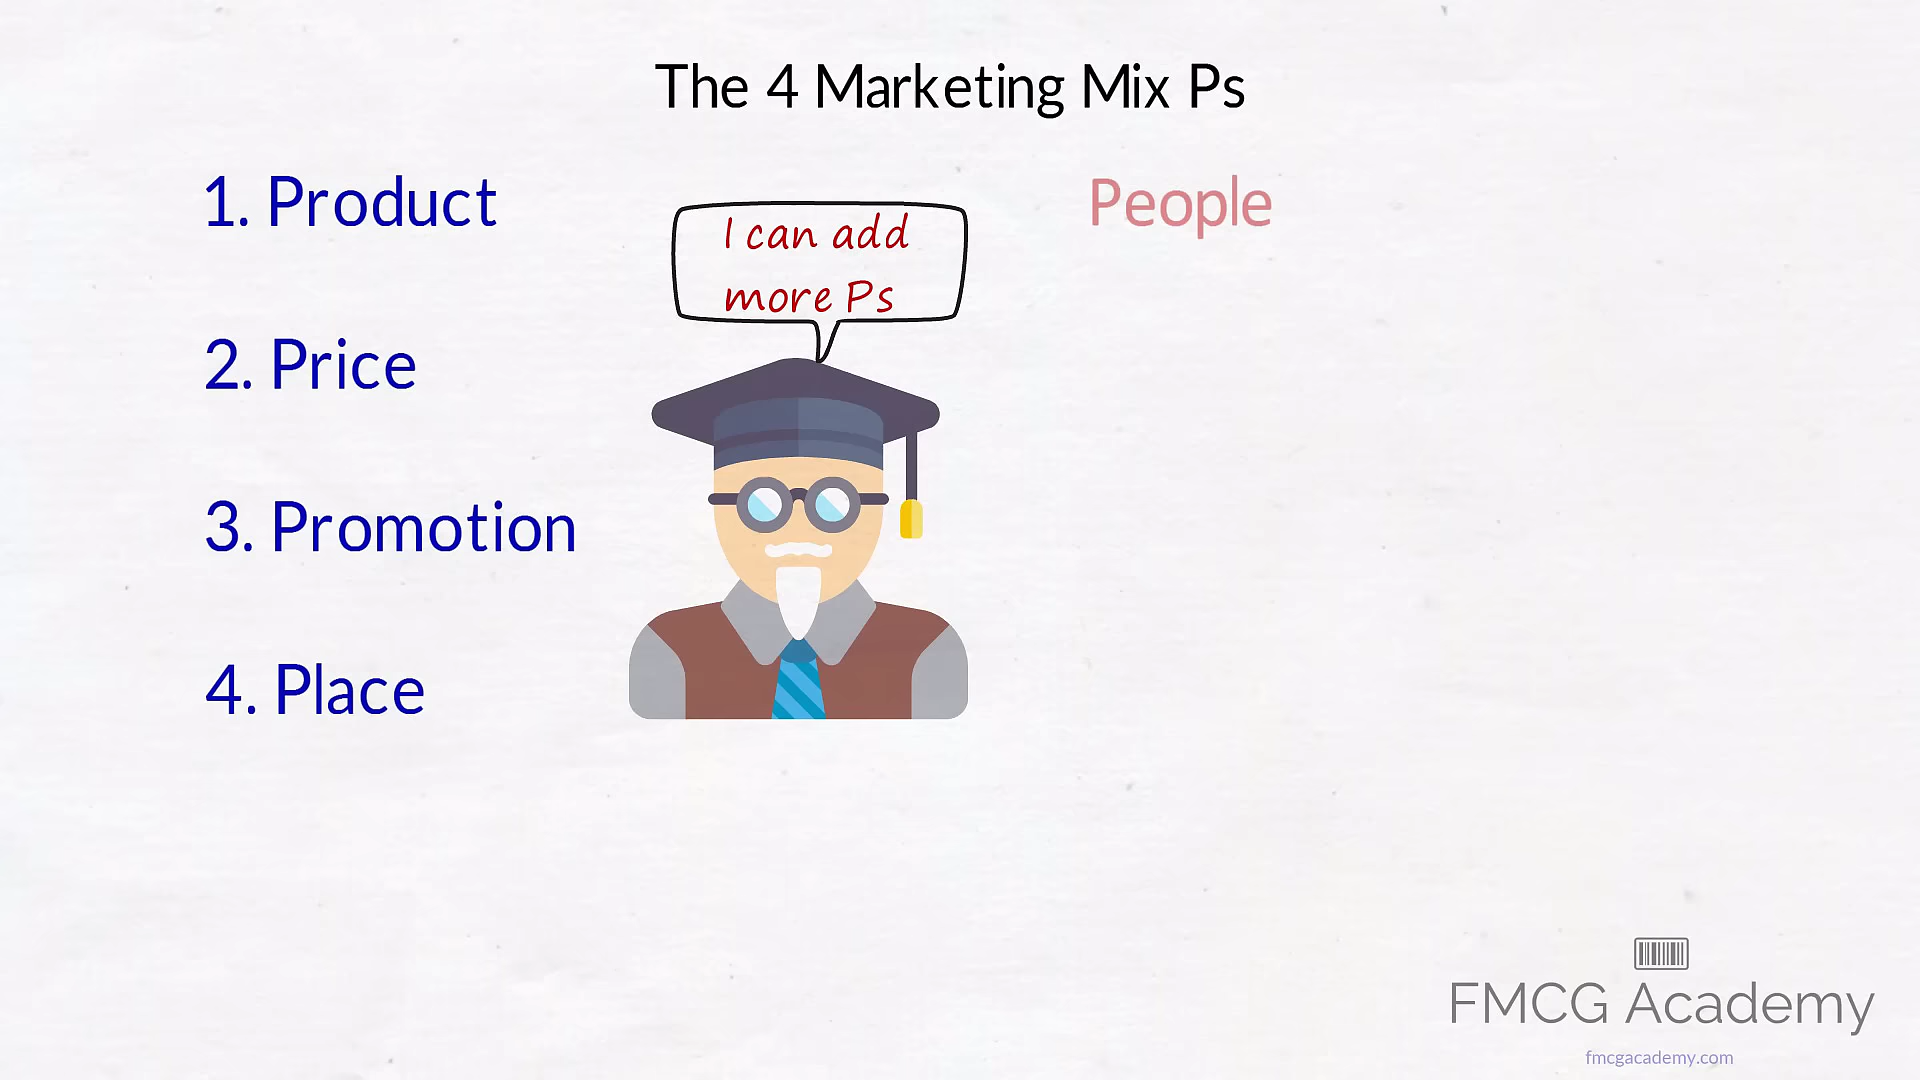 The 4 Marketing Mix Ps
1. Product
2. Price
3. Promotion
4. Place
I can add
more Ps
People
FMCG Academy
fmcgacademy.com